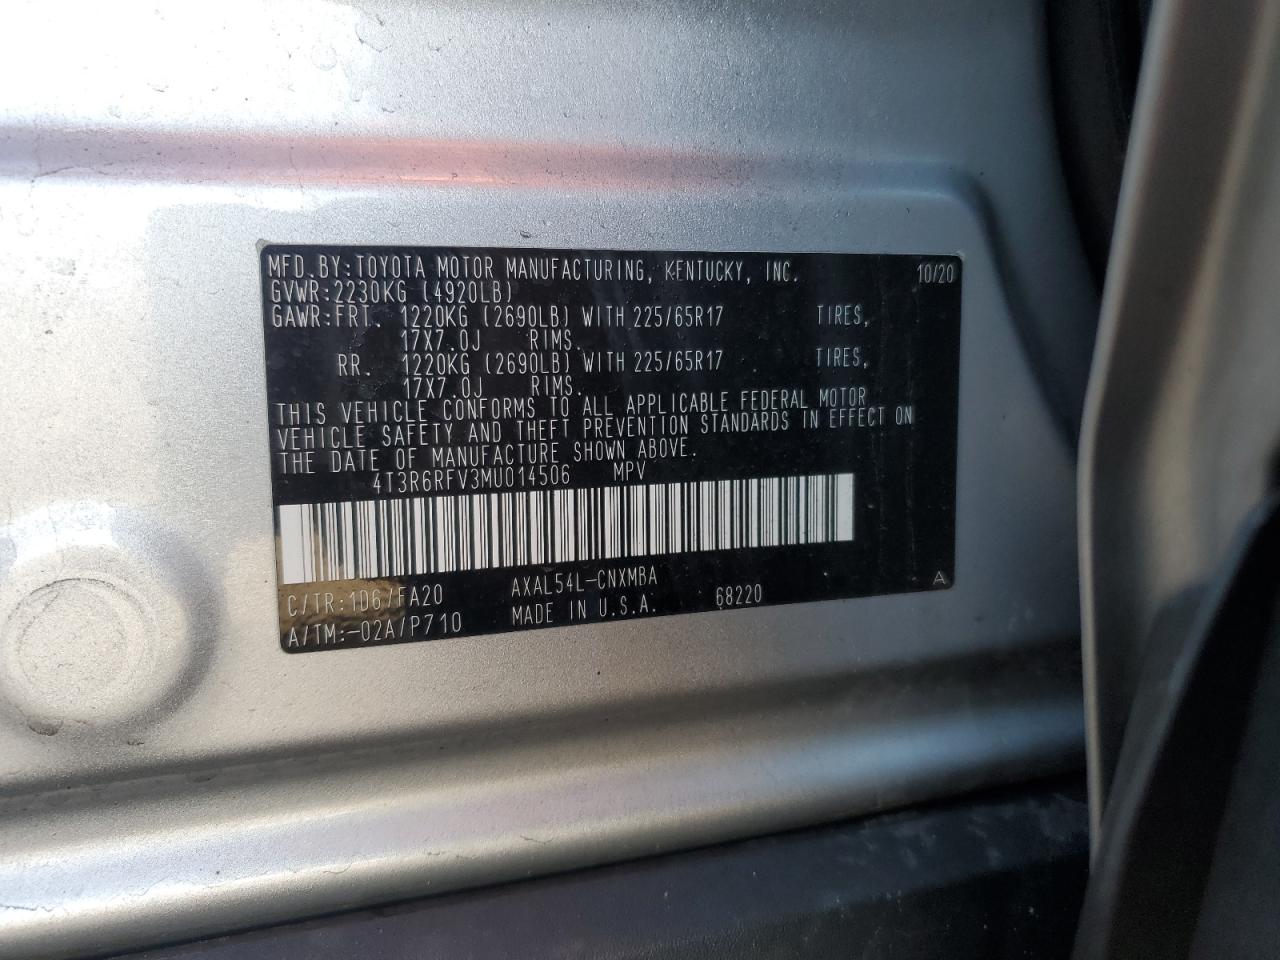 MFD.BY:TOYOTA MOTOR MANUFACTURING, KENTUCKY, INC. 10/20
GVWR:2230KG (4920LB)
GAWR:FRT. 1220KG (2690LB) WITH 225/65R17 TIRES,
17X7.0J RIMS.
RR. 1220KG (2690LB) WITH 225/65R17 TIRES,
17X7.0J RIMS.
THIS VEHICLE CONFORMS TO ALL APPLICABLE FEDERAL MOTOR
VEHICLE SAFETY AND THEFT PREVENTION STANDARDS IN EFFECT ON
THE DATE OF MANUFACTURE SHOWN ABOVE.
4T3R6RFV3MU014506 MPV
C/TR:1D6/FA20 AXAL54L-CNXMBA A
A/TM:-02A/P710 MADE IN U.S.A. 68220